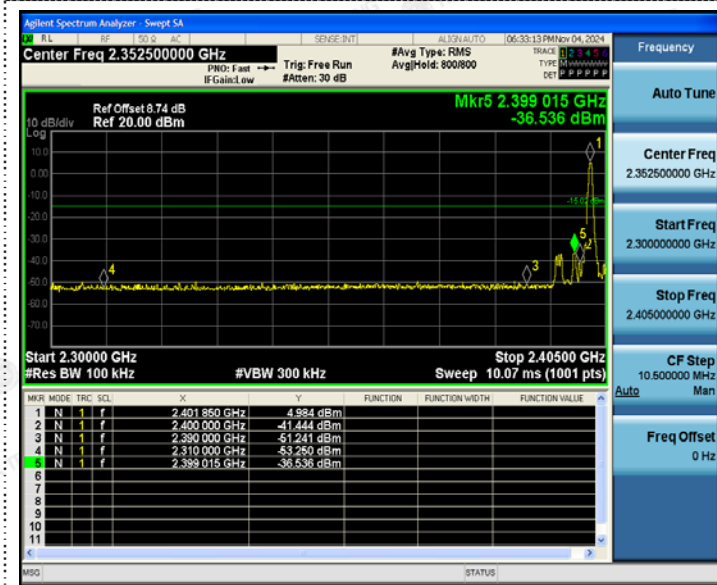 Agilent Spectrum Analyzer - Swept SA
RL RF 50 Ω AC SENSE:INT ALIGNAUTO 06:33:13 PM Nov 04, 2024
Center Freq 2.352500000 GHz
PNO: Fast
IFGain:Low
Trig: Free Run
#Atten: 30 dB
#Avg Type: RMS
Avg|Hold: 800/800
TRACE 1 2 3 4 5 6
TYPE M
DET P P P P P P
Frequency
Auto Tune
Center Freq
2.352500000 GHz
Start Freq
2.300000000 GHz
Stop Freq
2.405000000 GHz
CF Step
10.500000 MHz
Auto Man
Freq Offset
0 Hz
Mkr5 2.399 015 GHz
-36.536 dBm
Ref Offset 8.74 dB
10 dB/div Ref 20.00 dBm
Log
10.0
0.00
-10.0
-20.0
-30.0
-40.0
-50.0
-60.0
-70.0
1
5
2
3
4
Start 2.30000 GHz Stop 2.40500 GHz
#Res BW 100 kHz #VBW 300 kHz Sweep 10.07 ms (1001 pts)
MKR MODE TRC SCL X Y FUNCTION FUNCTION WIDTH FUNCTION VALUE
1 N 1 f 2.401 850 GHz 4.984 dBm
2 N 1 f 2.400 000 GHz -41.444 dBm
3 N 1 f 2.390 000 GHz -51.241 dBm
4 N 1 f 2.310 000 GHz -53.250 dBm
5 N 1 f 2.399 015 GHz -36.536 dBm
6
7
8
9
10
11
MSG STATUS